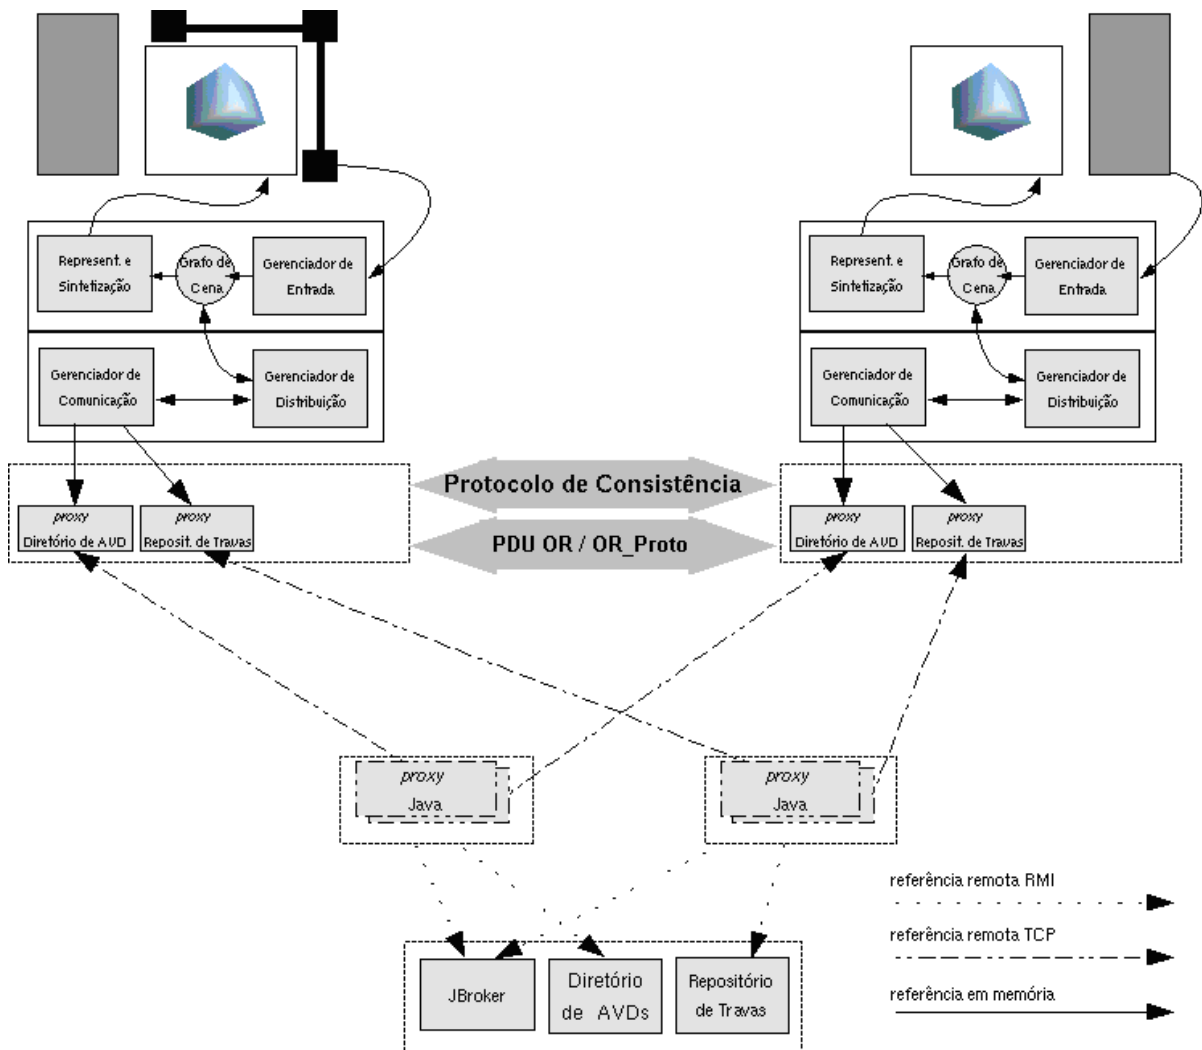 Represent. e
Sintetização
Grafo de
Cena
Gerenciador de
Entrada
Represent. e
Sintetização
Grafo de
Cena
Gerenciador de
Entrada
Gerenciador de
Comunicação
Gerenciador de
Distribuição
Gerenciador de
Comunicação
Gerenciador de
Distribuição
Protocolo de Consistência
proxy
Diretório de AVD
proxy
Reposit. de Travas
PDU OR / OR_Proto
proxy
Diretório de AVD
proxy
Reposit. de Travas
proxy
Java
proxy
Java
referência remota RMI
referência remota TCP
referência em memória
JBroker
Diretório
de AVDs
Repositório
de Travas